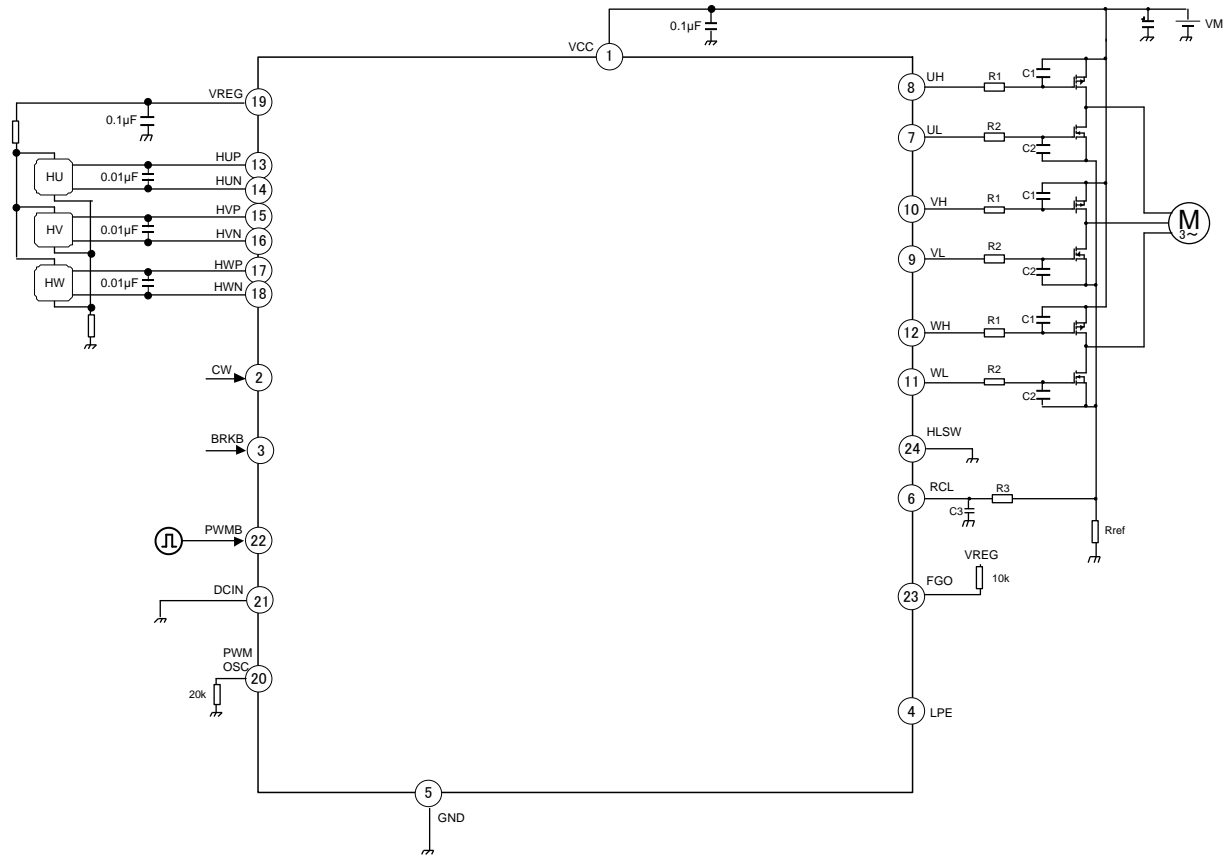 VCC
1
0.1μF
VM
VREG
19
0.1μF
HU
0.01μF
HUP
13
HUN
14
HV
0.01μF
HVP
15
HVN
16
HW
0.01μF
HWP
17
HWN
18
CW
2
BRKB
3
PWMB
22
DCIN
21
PWM
OSC
20
20k
5
GND
8
UH
R1
C1
7
UL
R2
C2
10
VH
R1
C1
9
VL
R2
C2
12
WH
R1
C1
11
WL
R2
C2
M
3~
24
HLSW
6
RCL
R3
C3
Rref
VREG
10k
23
FGO
4
LPE